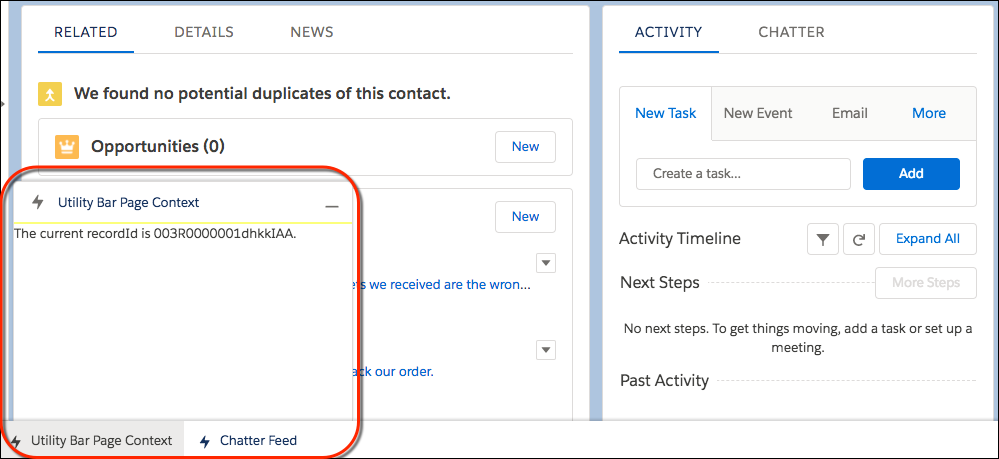 RELATED DETAILS NEWS
We found no potential duplicates of this contact.
Opportunities (0) New
Utility Bar Page Context
The current recordId is 003R0000001dhkkIAA.
New
we received are the wron...
our order.
Utility Bar Page Context Chatter Feed
ACTIVITY CHATTER
New Task New Event Email More
Create a task... Add
Activity Timeline Expand All
Next Steps More Steps
No next steps. To get things moving, add a task or set up a
meeting.
Past Activity